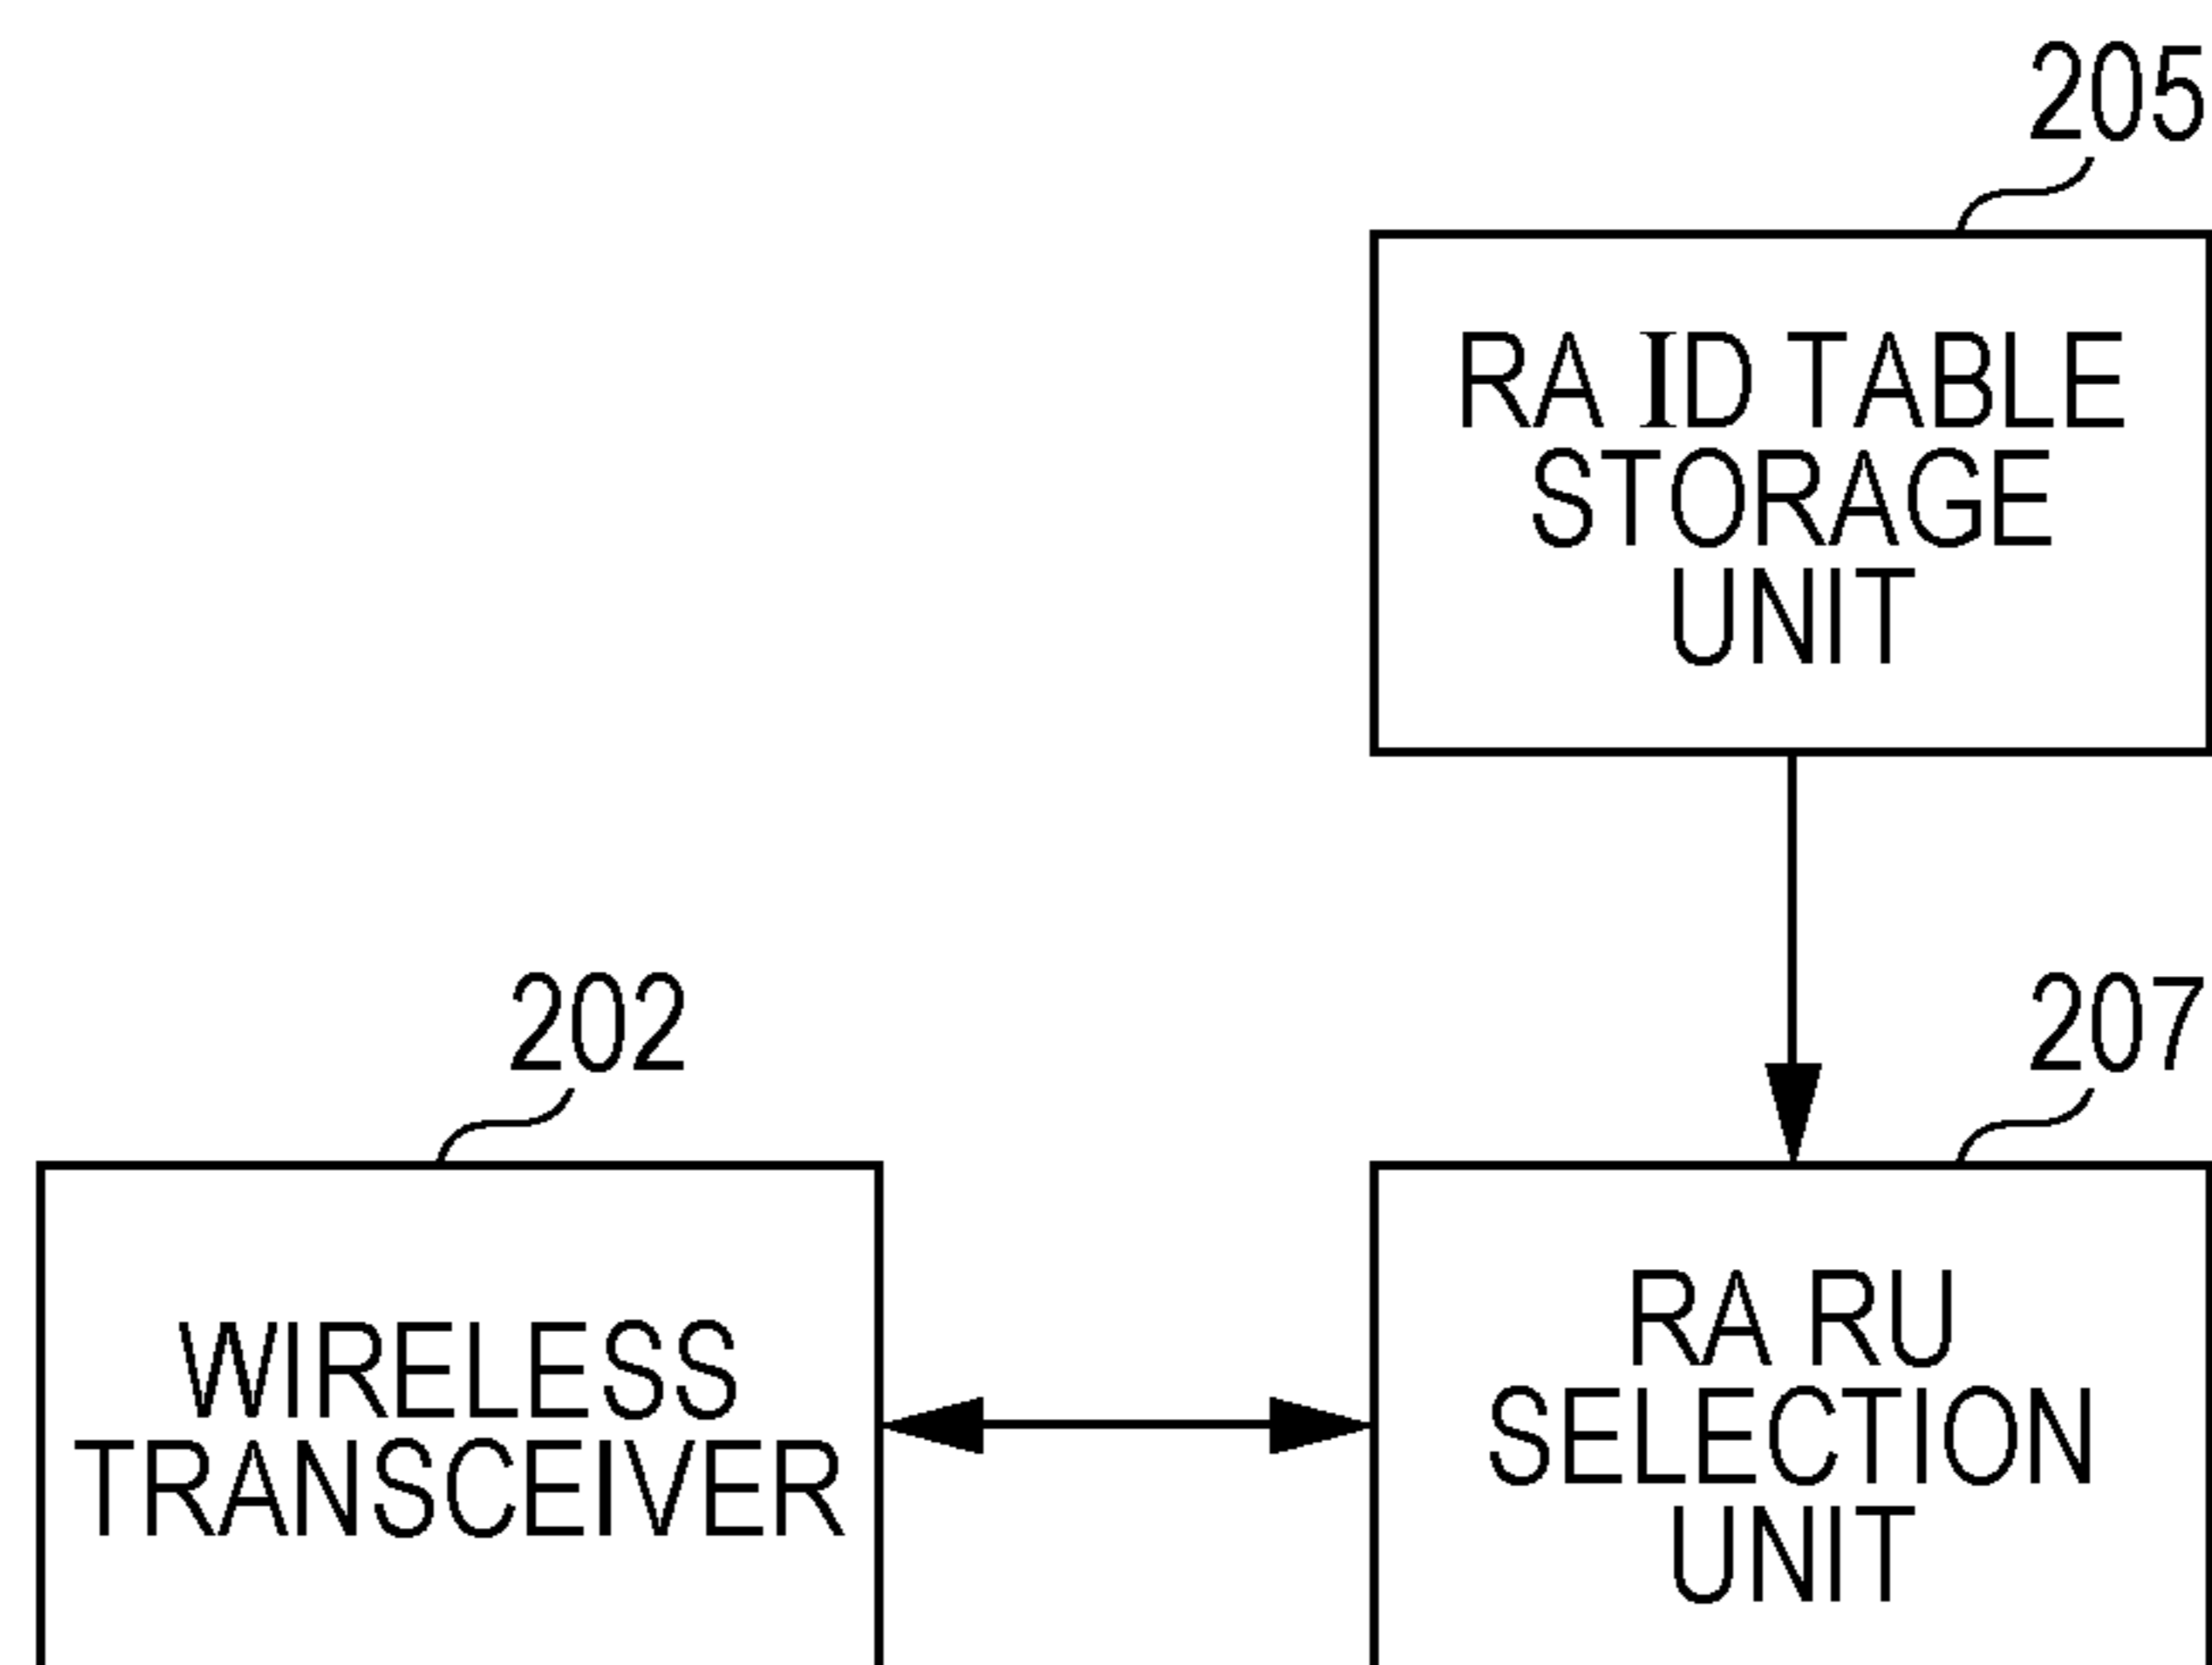 205
RA ID TABLE
STORAGE
UNIT
202
207
WIRELESS
TRANSCEIVER
RA RU
SELECTION
UNIT